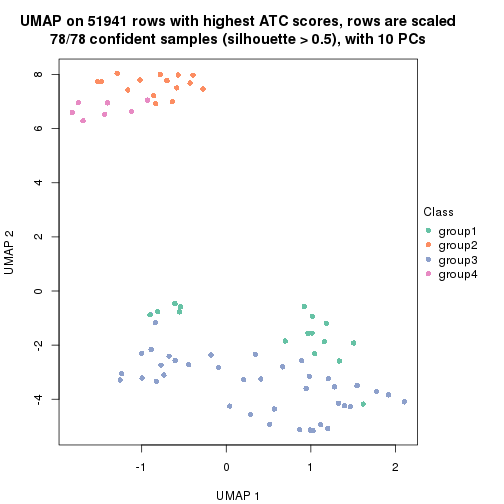 UMAP on 51941 rows with highest ATC scores, rows are scaled
78/78 confident samples (silhouette > 0.5), with 10 PCs
8
6
4
2
0
-2
-4
UMAP 2
-1
0
1
2
UMAP 1
Class
group1
group2
group3
group4